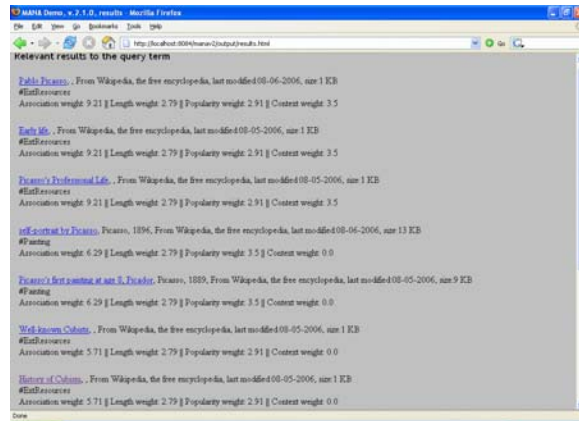 MANA Demo, v.2.1.0, results - Mozilla Firefox
File Edit View Go Bookmarks Tools Help
http://localhost:8084/manav2/output/results.html Go
Relevant results to the query term
Pablo Picasso, , From Wikipedia, the free encyclopedia, last modified 08-06-2006, size 1 KB
#ExtResources
Association weight: 9.21 || Length weight: 2.79 || Popularity weight: 2.91 || Context weight: 3.5
Early life, , From Wikipedia, the free encyclopedia, last modified 08-05-2006, size 1 KB
#ExtResources
Association weight: 9.21 || Length weight: 2.79 || Popularity weight: 2.91 || Context weight: 3.5
Picasso's Professional Life, , From Wikipedia, the free encyclopedia, last modified 08-05-2006, size 1 KB
#ExtResources
Association weight: 9.21 || Length weight: 2.79 || Popularity weight: 2.91 || Context weight: 3.5
self-portrait by Picasso, Picasso, 1896, From Wikipedia, the free encyclopedia, last modified 08-06-2006, size 13 KB
#Painting
Association weight: 6.29 || Length weight: 2.79 || Popularity weight: 3.5 || Context weight: 0.0
Picasso's first painting at age 8, Picador, Picasso, 1889, From Wikipedia, the free encyclopedia, last modified 08-05-2006, size 9 KB
#Painting
Association weight: 6.29 || Length weight: 2.79 || Popularity weight: 3.5 || Context weight: 0.0
Well-known Cubists, , From Wikipedia, the free encyclopedia, last modified 08-05-2006, size 1 KB
#ExtResources
Association weight: 5.71 || Length weight: 2.79 || Popularity weight: 2.91 || Context weight: 0.0
History of Cubism, , From Wikipedia, the free encyclopedia, last modified 08-05-2006, size 1 KB
#ExtResources
Association weight: 5.71 || Length weight: 2.79 || Popularity weight: 2.91 || Context weight: 0.0
Done